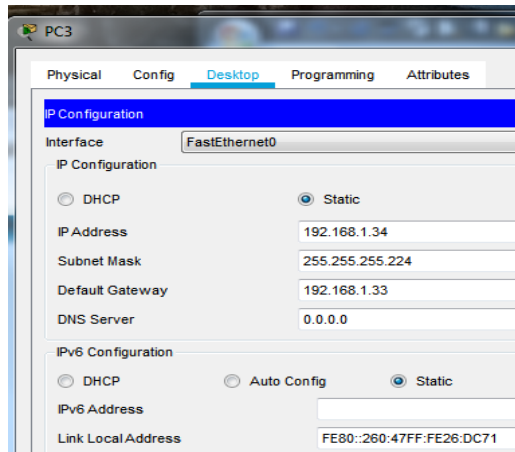 PC3
Physical Config Desktop Programming Attributes
IP Configuration
Interface FastEthernet0
IP Configuration
DHCP Static
IP Address 192.168.1.34
Subnet Mask 255.255.255.224
Default Gateway 192.168.1.33
DNS Server 0.0.0.0
IPv6 Configuration
DHCP Auto Config Static
IPv6 Address
Link Local Address FE80::260:47FF:FE26:DC71